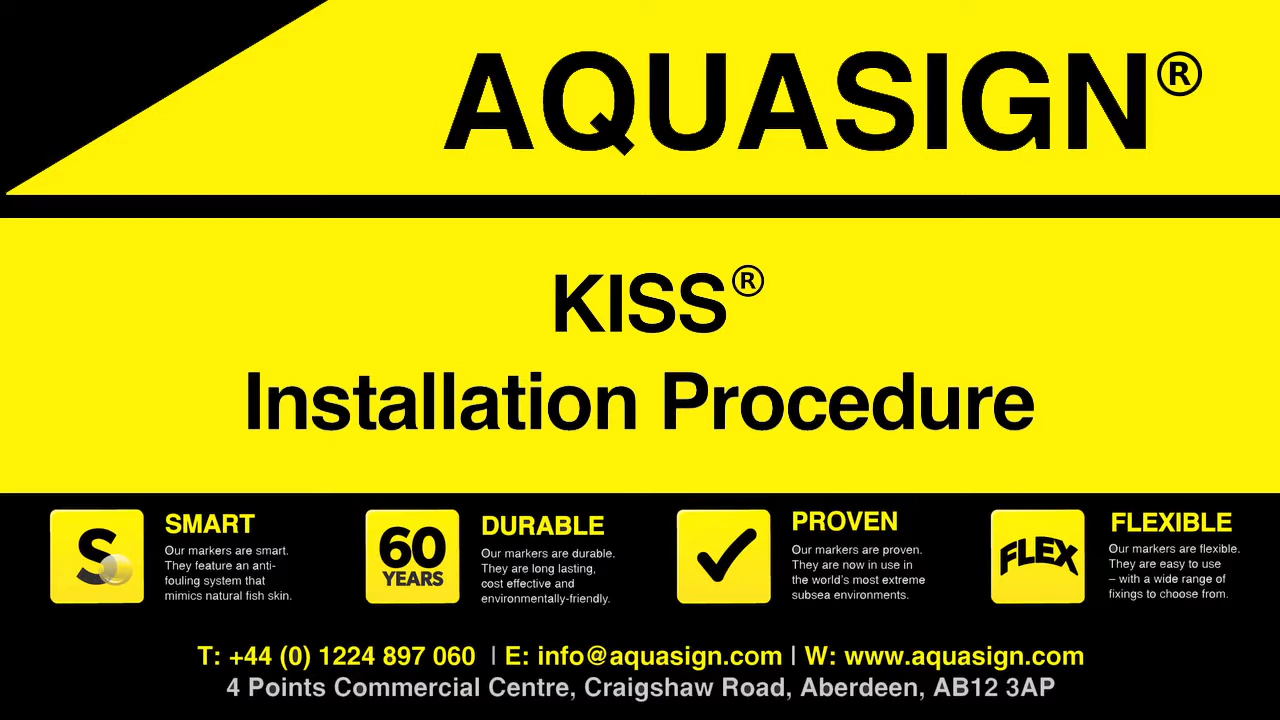 AQUASIGN®
KISS®
Installation Procedure
S
SMART
Our markers are smart.
They feature an anti-
fouling system that
mimics natural fish skin.
60
YEARS
DURABLE
Our markers are durable.
They are long lasting,
cost effective and
environmentally-friendly.
PROVEN
Our markers are proven.
They are now in use in
the world's most extreme
subsea environments.
FLEX
FLEXIBLE
Our markers are flexible.
They are easy to use
– with a wide range of
fixings to choose from.
T: +44 (0) 1224 897 060 | E: info@aquasign.com | W: www.aquasign.com
4 Points Commercial Centre, Craigshaw Road, Aberdeen, AB12 3AP